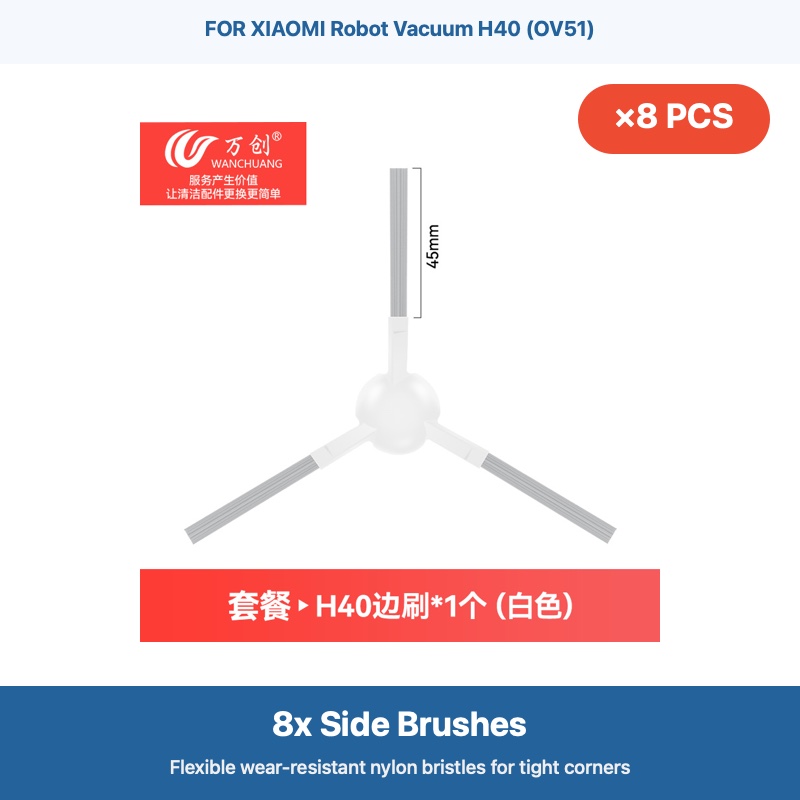 FOR XIAOMI Robot Vacuum H40 (OV51)
×8 PCS
万创®
WANCHUANG
服务产生价值
让清洁配件更换更简单
45mm
套餐▶H40边刷*1个 (白色)
8x Side Brushes
Flexible wear-resistant nylon bristles for tight corners